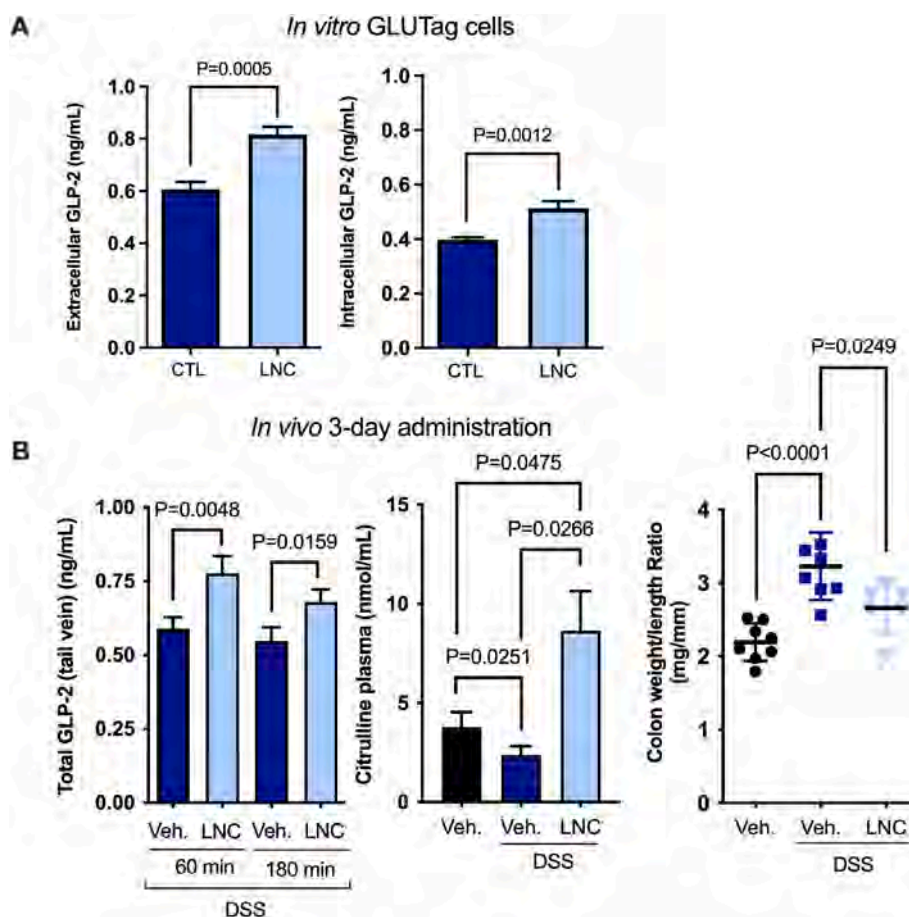 A
In vitro GLUTag cells
Extracellular GLP-2 (ng/mL)
1.0
0.8
0.6
0.4
0.2
0.0
P=0.0005
CTL
LNC
Intracellular GLP-2 (ng/mL)
1.0
0.8
0.6
0.4
0.2
0.0
P=0.0012
CTL
LNC
B
In vivo 3-day administration
Total GLP-2 (tail vein) (ng/mL)
1.00
0.75
0.50
0.25
0.00
P=0.0048
P=0.0159
Veh. LNC Veh. LNC
60 min 180 min
DSS
Citrulline plasma (nmol/mL)
15
10
5
0
P=0.0475
P=0.0266
P=0.0251
Veh. Veh. LNC
DSS
Colon weight/length Ratio
(mg/mm)
4
3
2
1
0
P=0.0249
P<0.0001
Veh. Veh. LNC
DSS